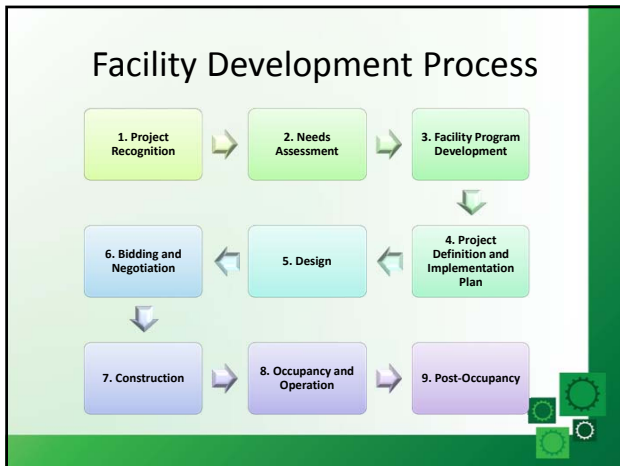 Facility Development Process
1. Project
Recognition
2. Needs
Assessment
3. Facility Program
Development
4. Project
Definition and
Implementation
Plan
5. Design
6. Bidding and
Negotiation
7. Construction
8. Occupancy and
Operation
9. Post-Occupancy